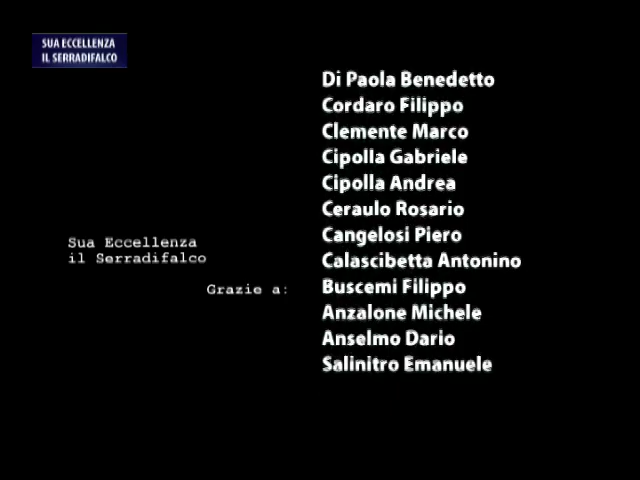 SUA ECCELLENZA
IL SERRADIFALCO
Sua Eccellenza
il Serradifalco
Grazie a:
Di Paola Benedetto
Cordaro Filippo
Clemente Marco
Cipolla Gabriele
Cipolla Andrea
Ceraulo Rosario
Cangelosi Piero
Calascibetta Antonino
Buscemi Filippo
Anzalone Michele
Anselmo Dario
Salinitro Emanuele